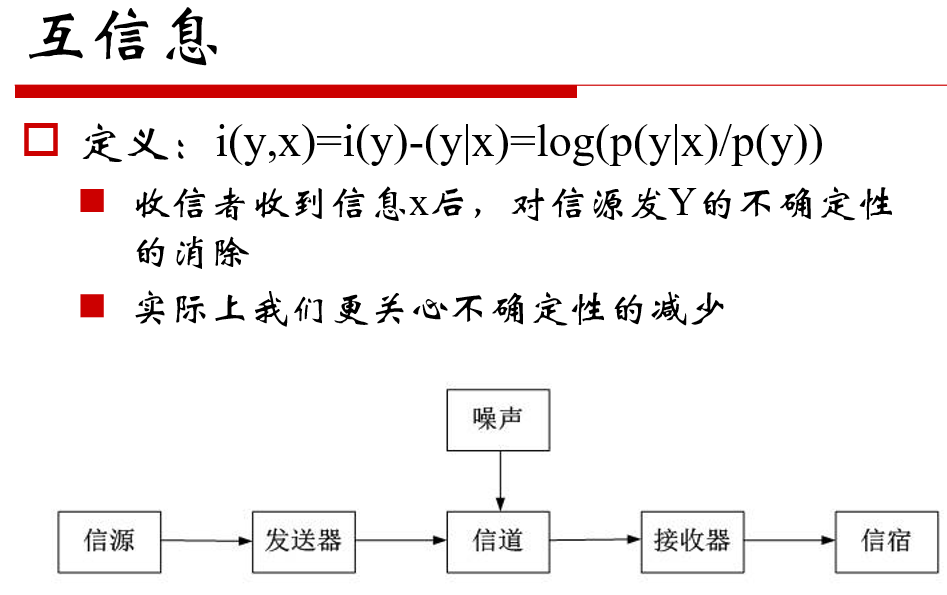 互信息
定义：i(y,x)=i(y)-(y|x)=log(p(y|x)/p(y))
收信者收到信息x后，对信源发Y的不确定性
的消除
实际上我们更关心不确定性的减少
噪声
信源
发送器
信道
接收器
信宿